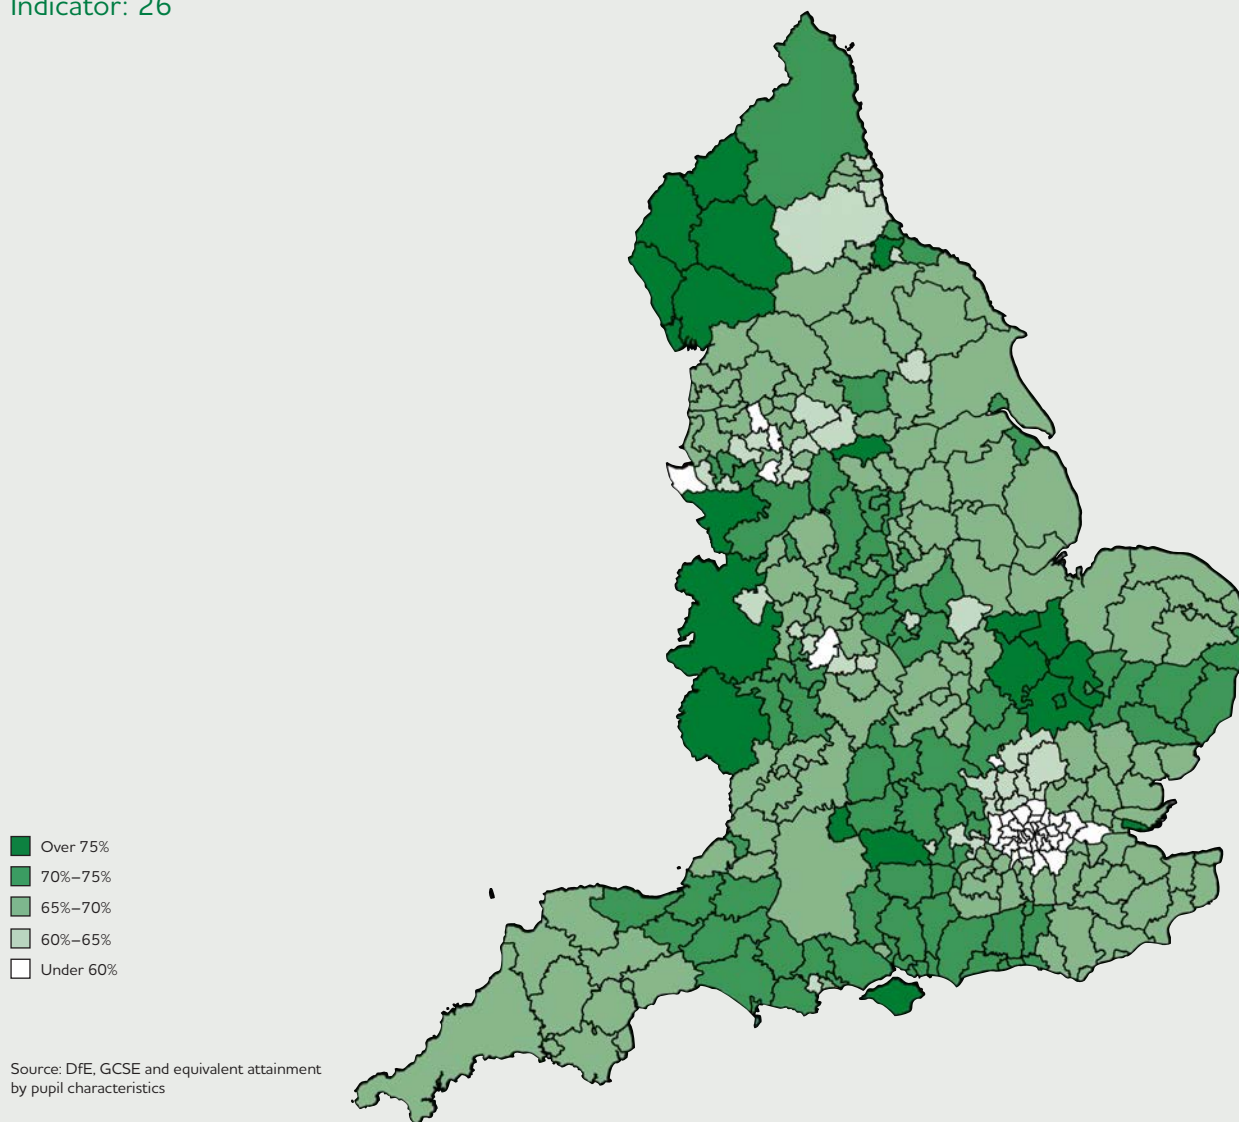 Indicator: 26
Over 75%
70%–75%
65%–70%
60%–65%
Under 60%
Source: DfE, GCSE and equivalent attainment
by pupil characteristics